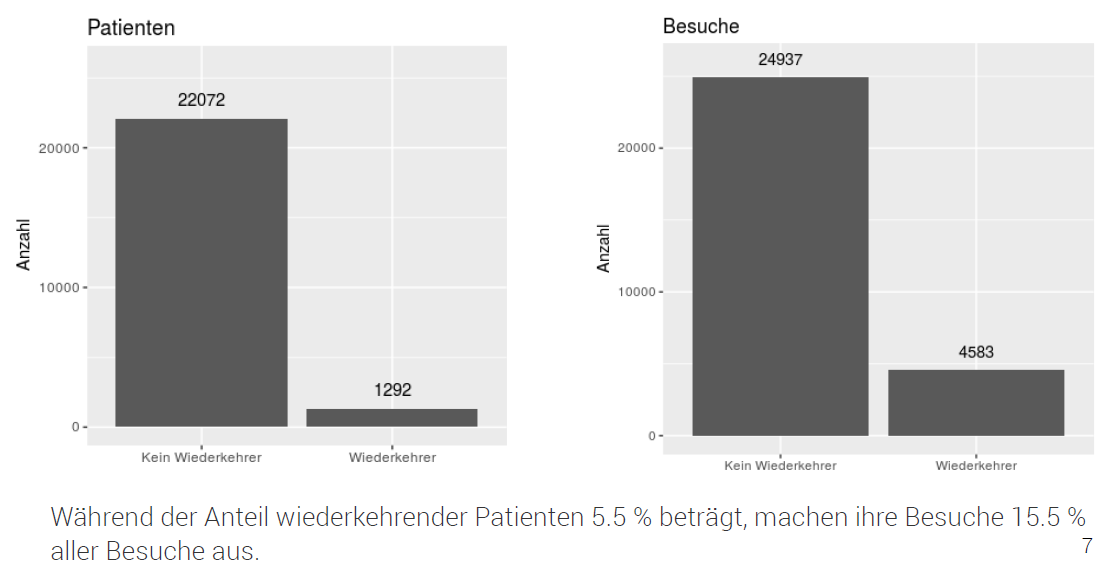 Patienten
22072
20000
10000
0
1292
Anzahl
Kein Wiederkehrer
Wiederkehrer
Besuche
24937
20000
10000
0
4583
Anzahl
Kein Wiederkehrer
Wiederkehrer
Während der Anteil wiederkehrender Patienten 5.5 % beträgt, machen ihre Besuche 15.5 %
aller Besuche aus.
7